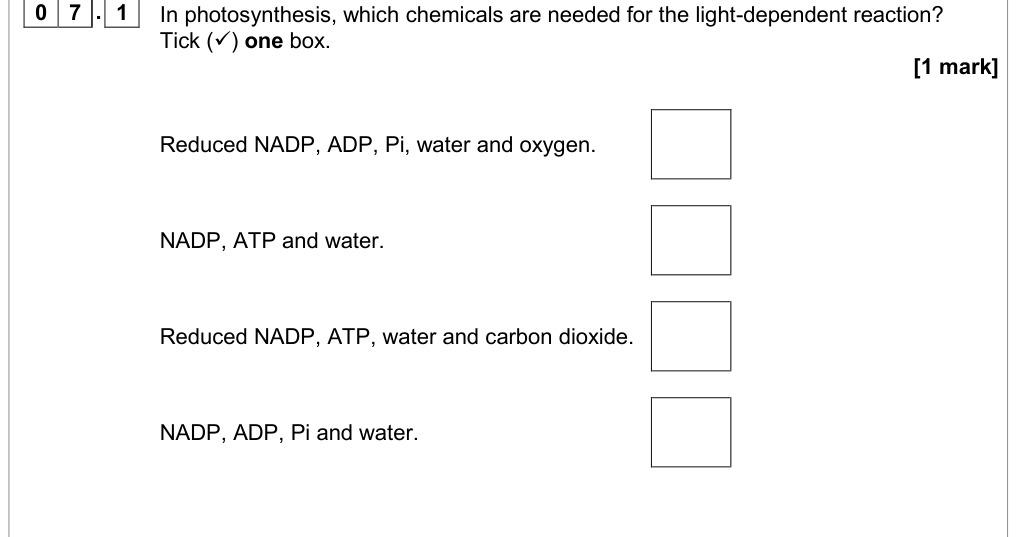 0 7 . 1 In photosynthesis, which chemicals are needed for the light-dependent reaction?
Tick (✓) one box.
[1 mark]
Reduced NADP, ADP, Pi, water and oxygen.
NADP, ATP and water.
Reduced NADP, ATP, water and carbon dioxide.
NADP, ADP, Pi and water.